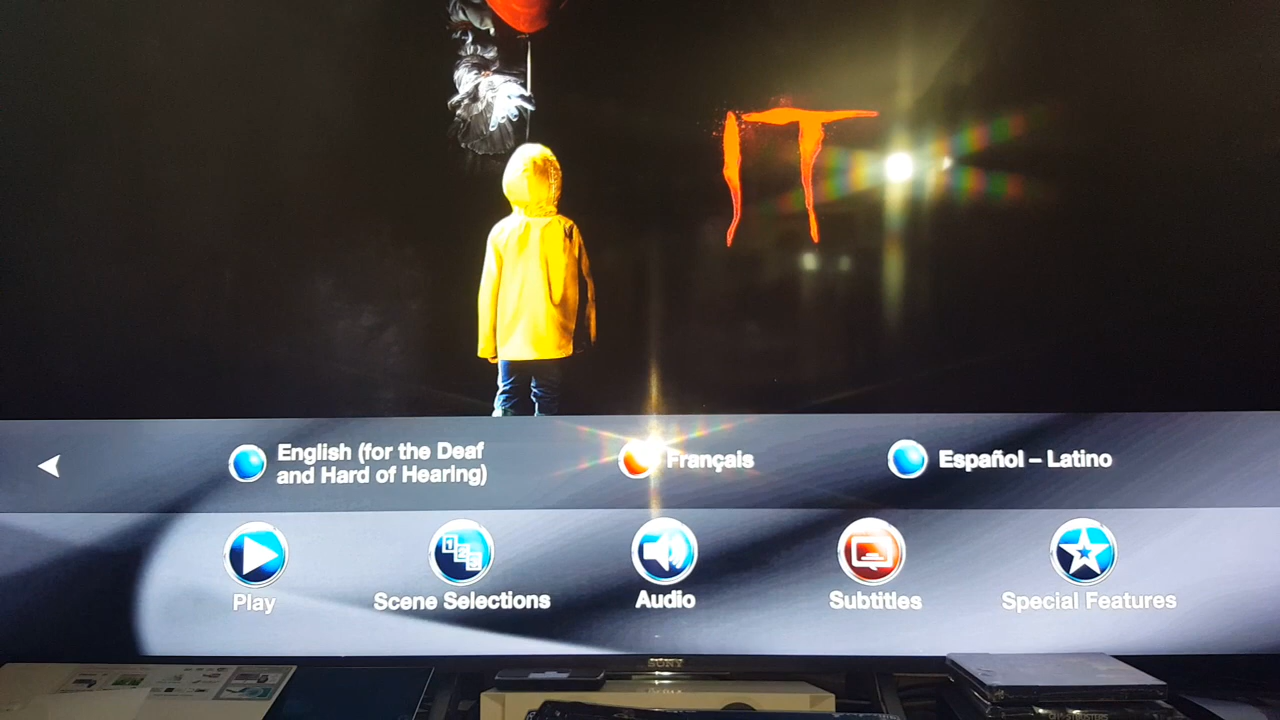 IT
English (for the Deaf
and Hard of Hearing)
Français
Español – Latino
Play
Scene Selections
Audio
Subtitles
Special Features
SONY